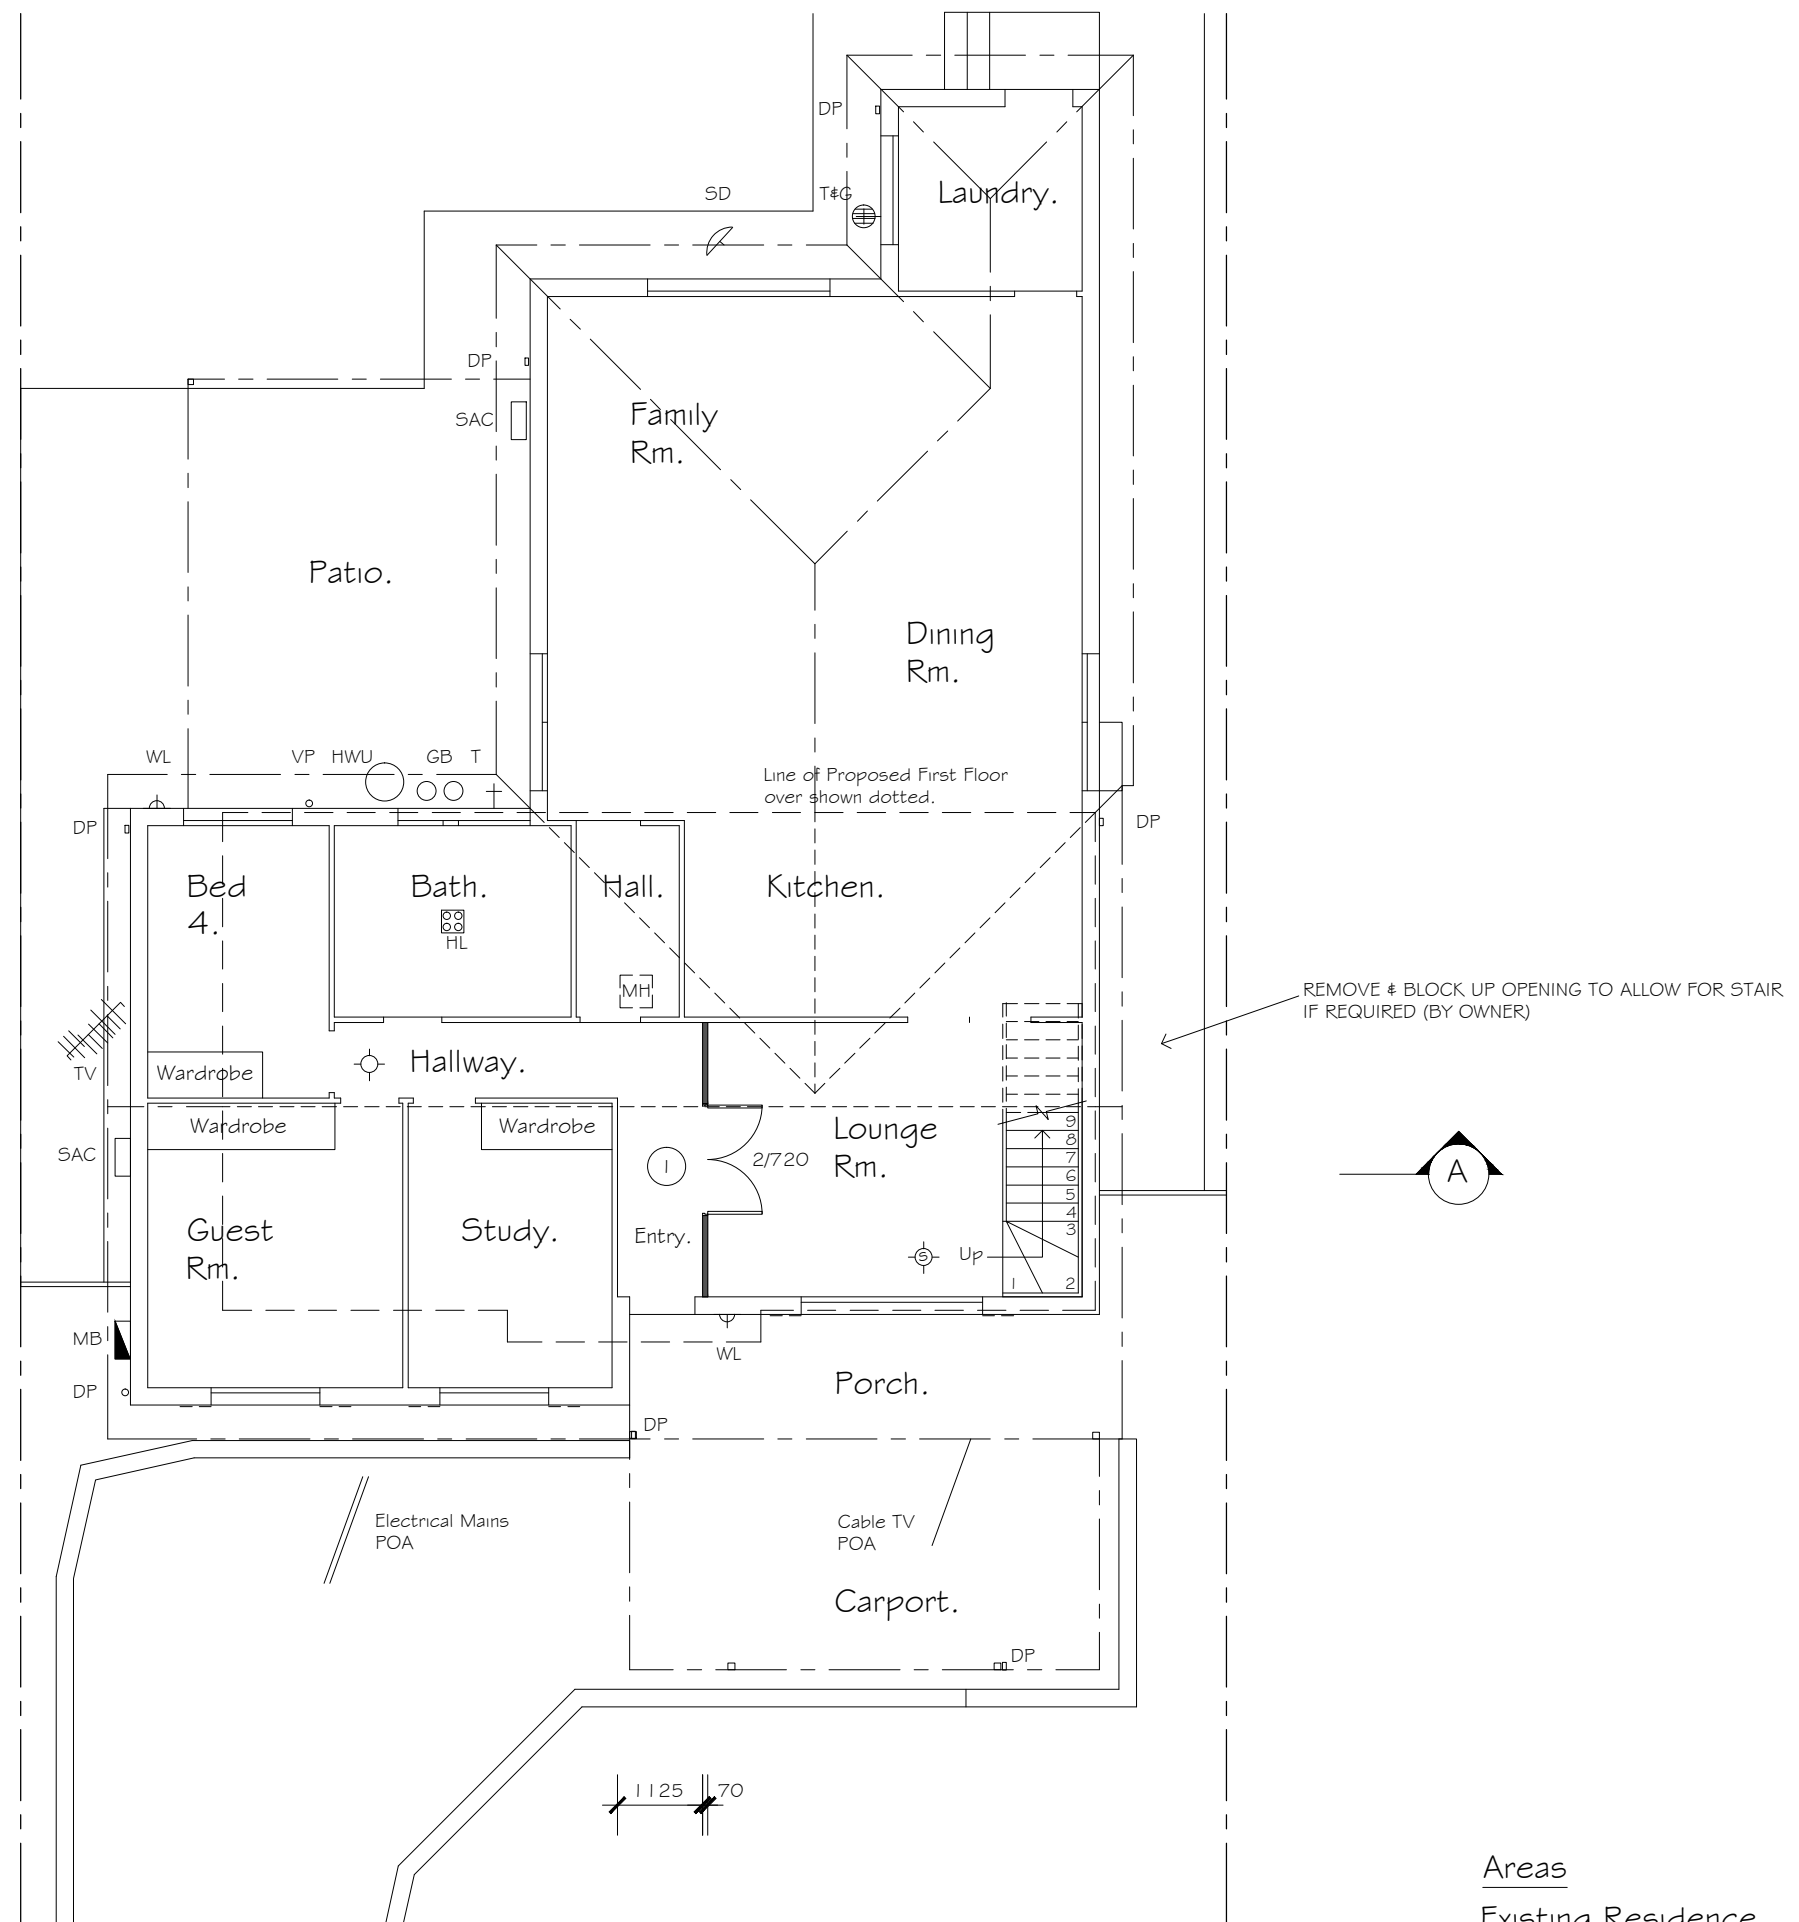 DP
SD
T&G
Laundry.
DP
SAC
Family
Rm.
Patio.
Dining
Rm.
WL
VP
HWU
GB
T
Line of Proposed First Floor
over shown dotted.
DP
DP
Bed
4.
Bath.
HL
Hall.
MH
Kitchen.
REMOVE & BLOCK UP OPENING TO ALLOW FOR STAIR
IF REQUIRED (BY OWNER)
TV
Wardrobe
Hallway.
Wardrobe
Wardrobe
Lounge
Rm.
2/720
1
9
8
7
6
5
4
3
2
1
A
SAC
Guest
Rm.
Study.
Entry.
S
Up
MB
WL
DP
Porch.
DP
Electrical Mains
POA
Cable TV
POA
Carport.
DP
1125
70
Areas
Existing Residence